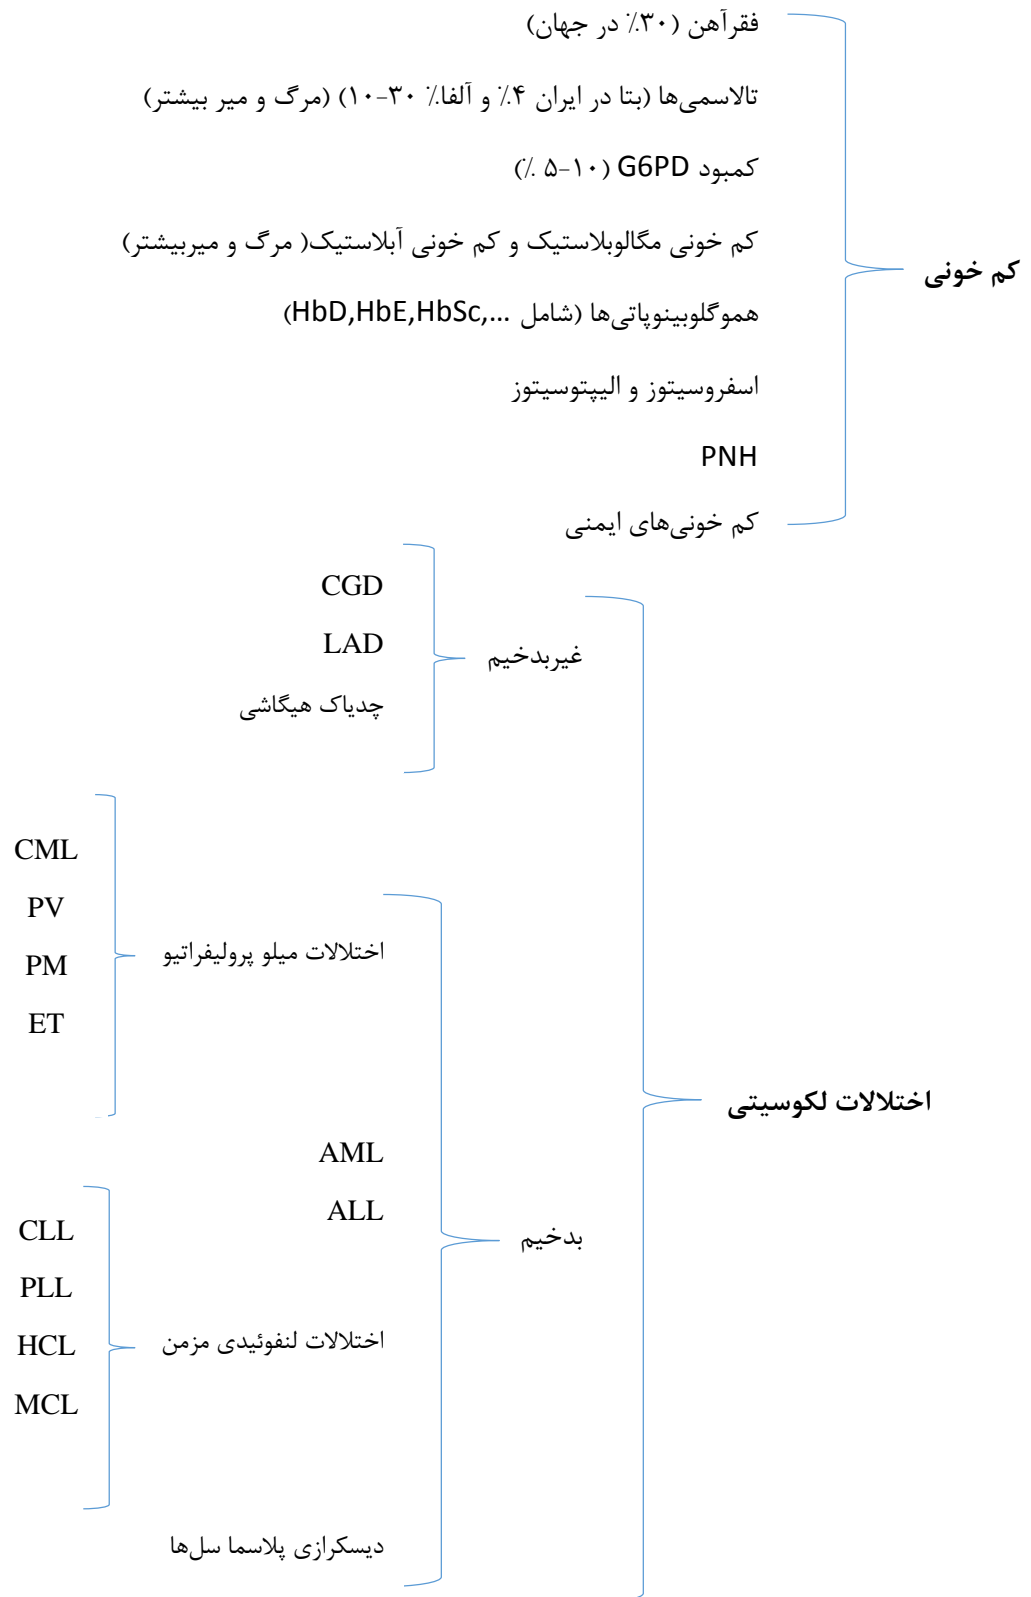 فقرآهن (۳۰٪ در جهان)
تالاسمی‌ها (بتا در ایران ۴٪ و آلفا٪ ۳۰-۱۰) (مرگ و میر بیشتر)
کمبود G6PD (۱۰-۵ ٪)
کم خونی مگالوبلاستیک و کم خونی آبلاستیک( مرگ و میربیشتر)
هموگلوبینوپاتی‌ها (شامل HbD,HbE,HbSc,...)
اسفروسیتوز و الیپتوسیتوز
PNH
کم خونی‌های ایمنی
کم خونی
CGD
LAD
چدیاک هیگاشی
غیربدخیم
CML
PV
PM
ET
اختلالات میلو پرولیفراتیو
اختلالات لکوسیتی
AML
ALL
بدخیم
CLL
PLL
HCL
MCL
اختلالات لنفوئیدی مزمن
دیسکرازی پلاسما سل‌ها